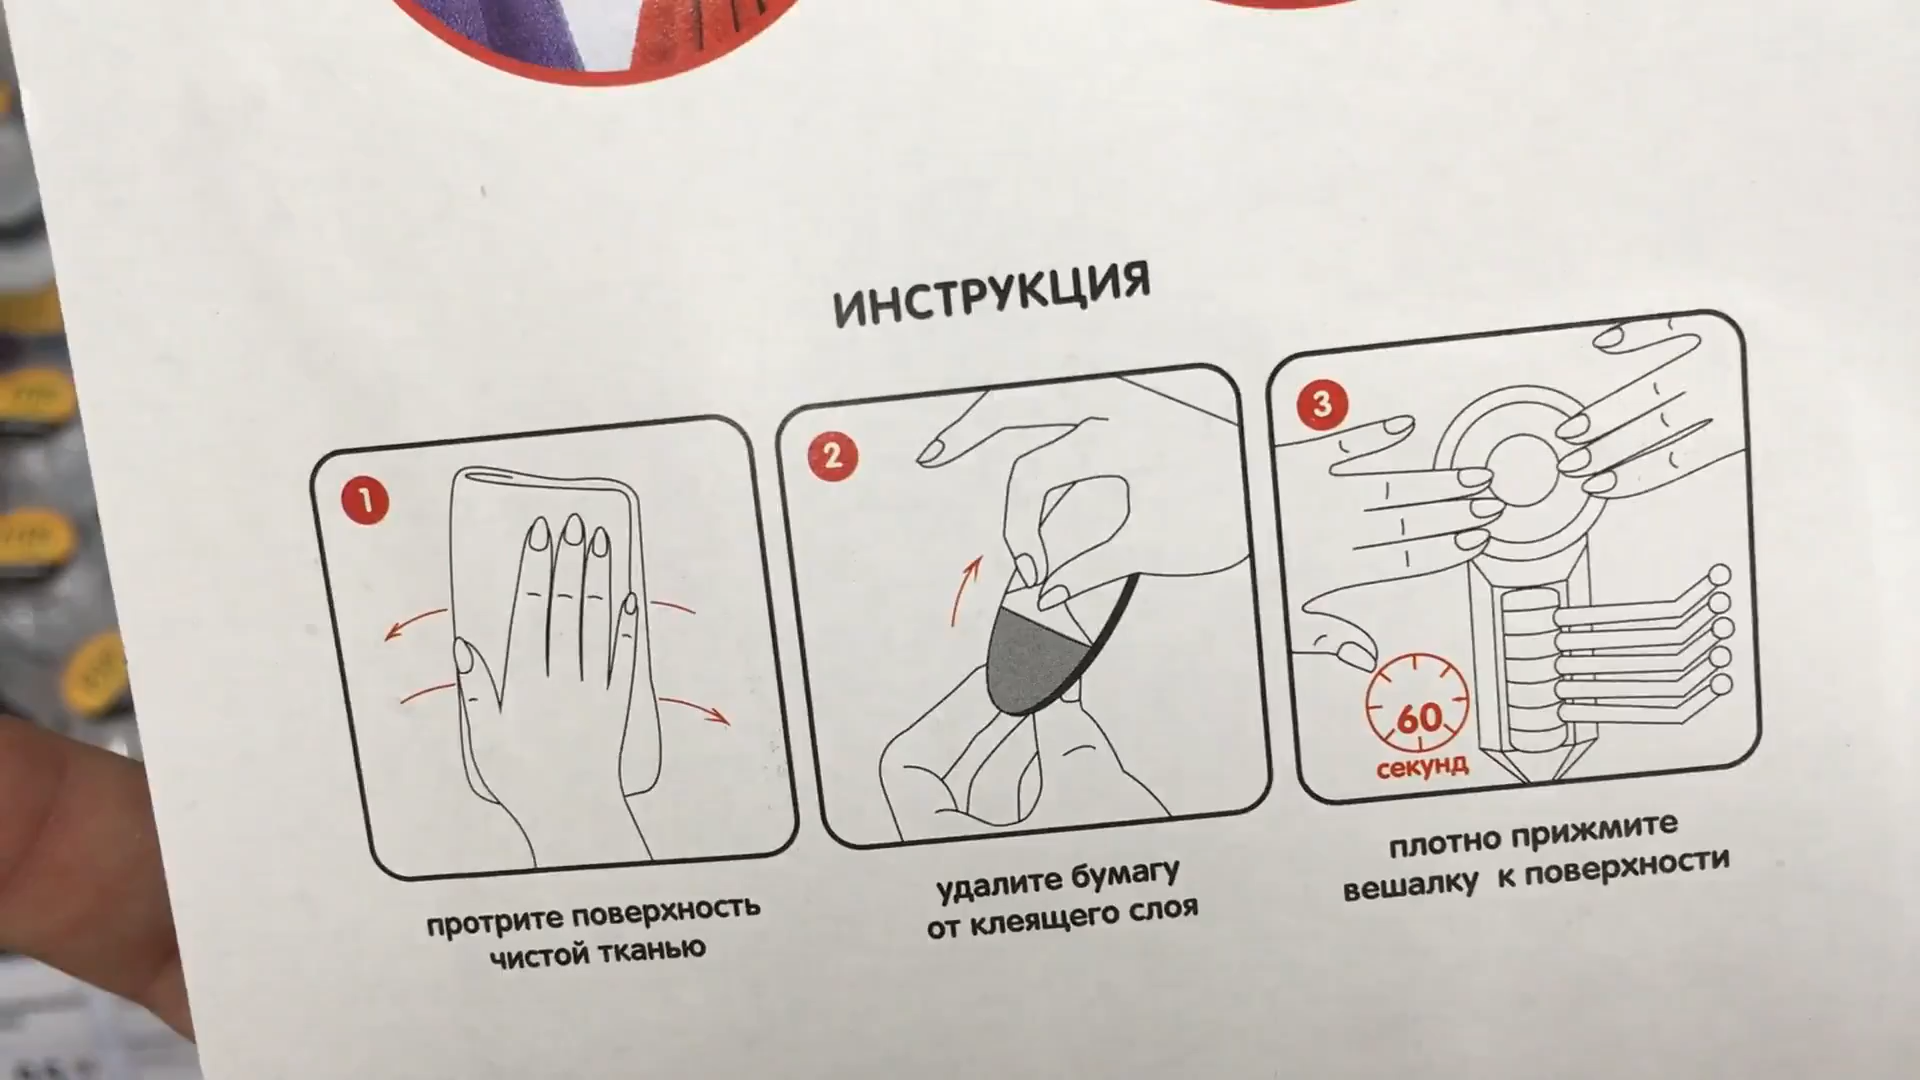 ИНСТРУКЦИЯ
1
2
3
60
секунд
протрите поверхность
чистой тканью
удалите бумагу
от клеящего слоя
плотно прижмите
вешалку к поверхности